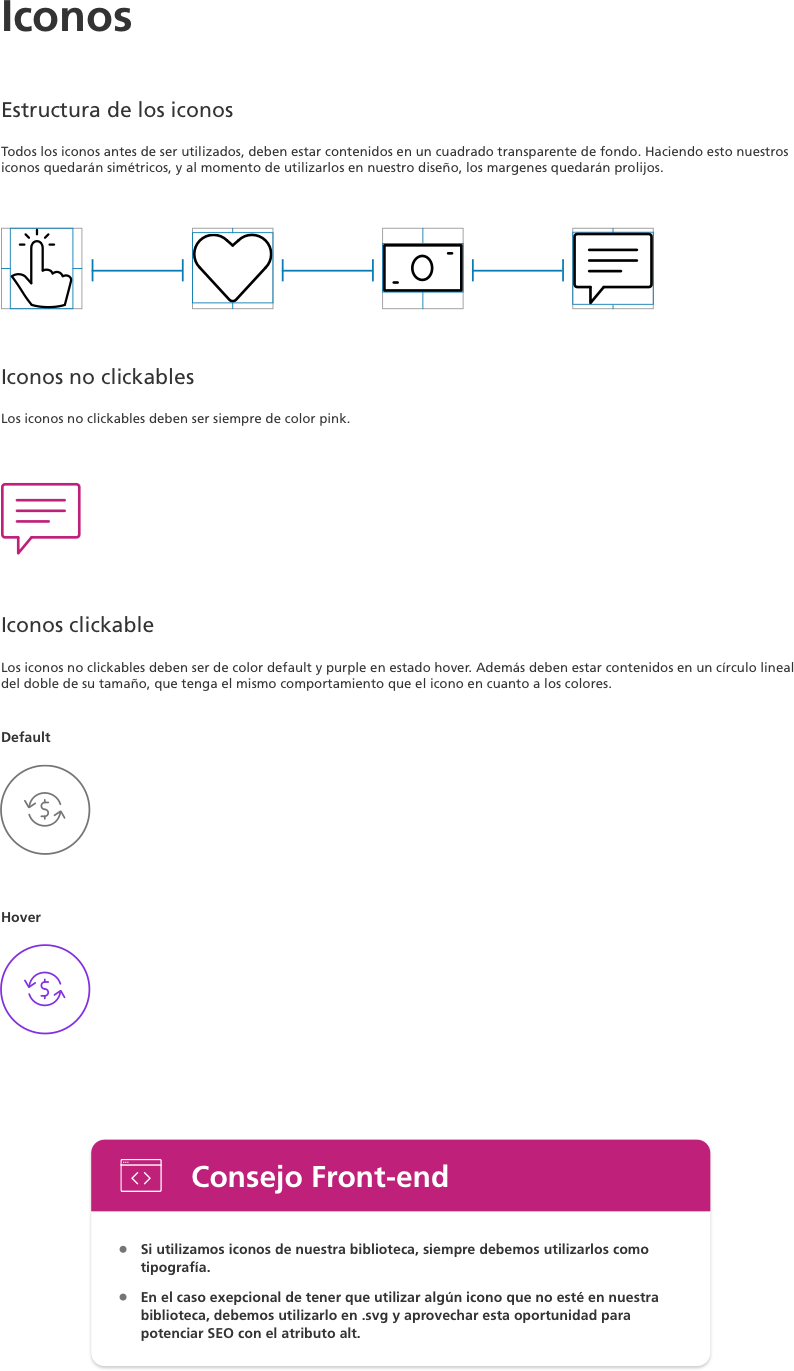 Iconos
Estructura de los iconos
Todos los iconos antes de ser utilizados, deben estar contenidos en un cuadrado transparente de fondo. Haciendo esto nuestros
iconos quedarán simétricos, y al momento de utilizarlos en nuestro diseño, los margenes quedarán prolijos.
Iconos no clickables
Los iconos no clickables deben ser siempre de color pink.
Iconos clickable
Los iconos no clickables deben ser de color default y purple en estado hover. Además deben estar contenidos en un círculo lineal
del doble de su tamaño, que tenga el mismo comportamiento que el icono en cuanto a los colores.
Default
$
Hover
$
Consejo Front-end
Si utilizamos iconos de nuestra biblioteca, siempre debemos utilizarlos como
tipografía.
En el caso exepcional de tener que utilizar algún icono que no esté en nuestra
biblioteca, debemos utilizarlo en .svg y aprovechar esta oportunidad para
potenciar SEO con el atributo alt.